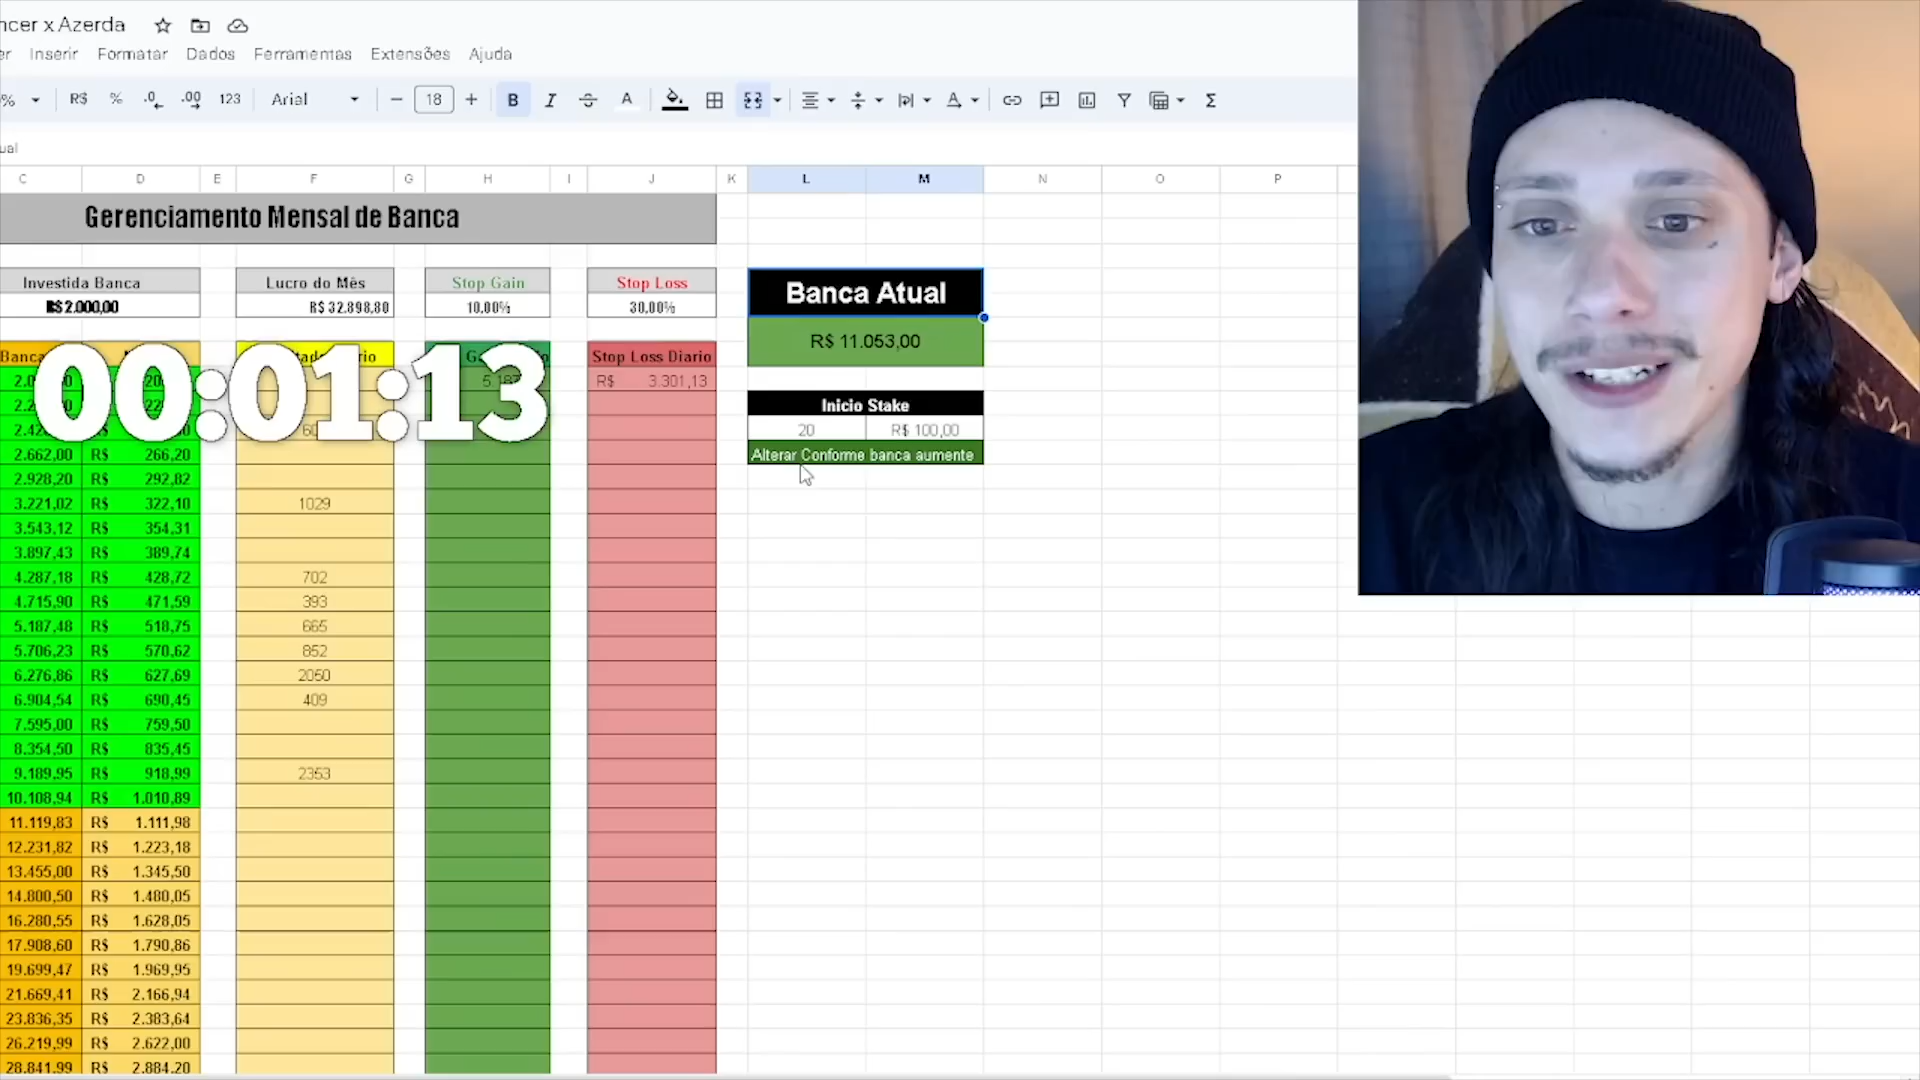 ncer x Azerda
er Inserir Formatar Dados Ferramentas Extensões Ajuda
% R$ % .0 .00 123 Arial − 18 + B I A Σ
ual
C D E F G H I J K L M N O P
Gerenciamento Mensal de Banca
Investida Banca Lucro do Mês Stop Gain Stop Loss Banca Atual
R$ 2.000,00 R$ 32.898,80 10,00% 30,00%
R$ 11.053,00
Banca Stop Loss Diario
00:01:13
R$ 3.301,13
Inicio Stake
20 R$ 100,00
Alterar Conforme banca aumente
2.662,00 R$ 266,20
2.928,20 R$ 292,82
3.221,02 R$ 322,10 1029
3.543,12 R$ 354,31
3.897,43 R$ 389,74
4.287,18 R$ 428,72 702
4.715,90 R$ 471,59 393
5.187,48 R$ 518,75 665
5.706,23 R$ 570,62 852
6.276,86 R$ 627,69 2050
6.904,54 R$ 690,45 409
7.595,00 R$ 759,50
8.354,50 R$ 835,45
9.189,95 R$ 918,99 2353
10.108,94 R$ 1.010,89
11.119,83 R$ 1.111,98
12.231,82 R$ 1.223,18
13.455,00 R$ 1.345,50
14.800,50 R$ 1.480,05
16.280,55 R$ 1.628,05
17.908,60 R$ 1.790,86
19.699,47 R$ 1.969,95
21.669,41 R$ 2.166,94
23.836,35 R$ 2.383,64
26.219,99 R$ 2.622,00
28.841,99 R$ 2.884,20